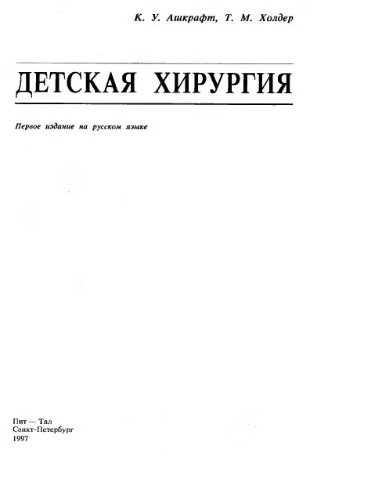 К. У. Ашкрафт, Т. М. Холдер
ДЕТСКАЯ ХИРУРГИЯ
Первое издание на русском языке
Пит — Тал
Санкт-Петербург
1997